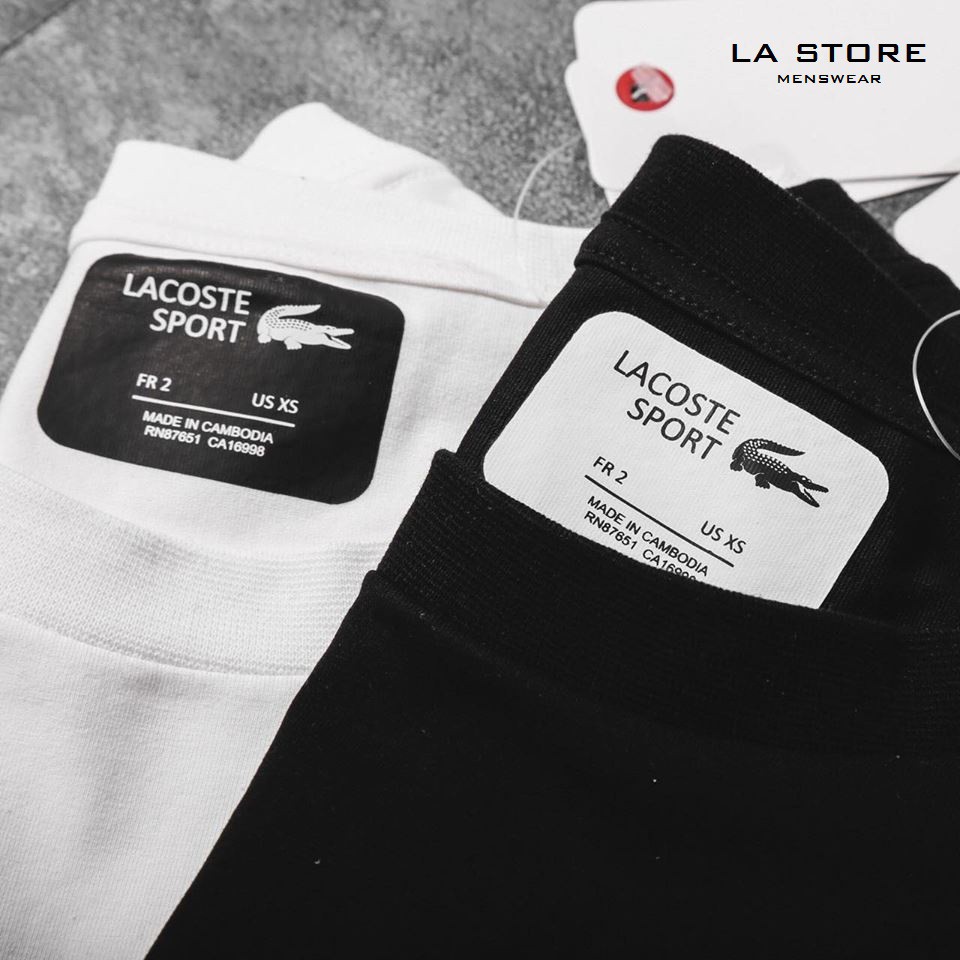 LA STORE
MENSWEAR
LACOSTE
SPORT
FR 2
US XS
MADE IN CAMBODIA
RN87651 CA16998
LACOSTE
SPORT
FR 2
US XS
MADE IN CAMBODIA
RN87651